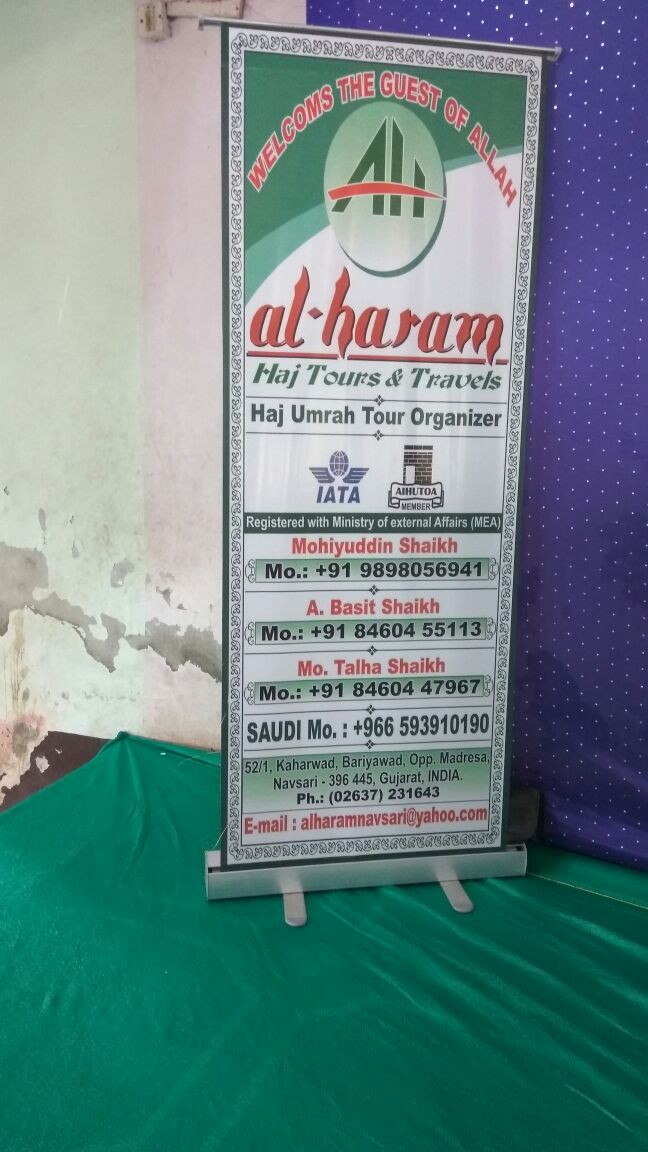 WELCOMS THE GUEST OF ALLAH
AH
al-haram
Haj Tours & Travels
Haj Umrah Tour Organizer
IATA
AIHUTOA
MEMBER
Registered with Ministry of external Affairs (MEA)
Mohiyuddin Shaikh
Mo.: +91 9898056941
A. Basit Shaikh
Mo.: +91 84604 55113
Mo. Talha Shaikh
Mo.: +91 84604 47967
SAUDI Mo. : +966 593910190
52/1, Kaharwad, Bariyawad, Opp. Madresa,
Navsari - 396 445, Gujarat, INDIA.
Ph.: (02637) 231643
E-mail : alharamnavsari@yahoo.com